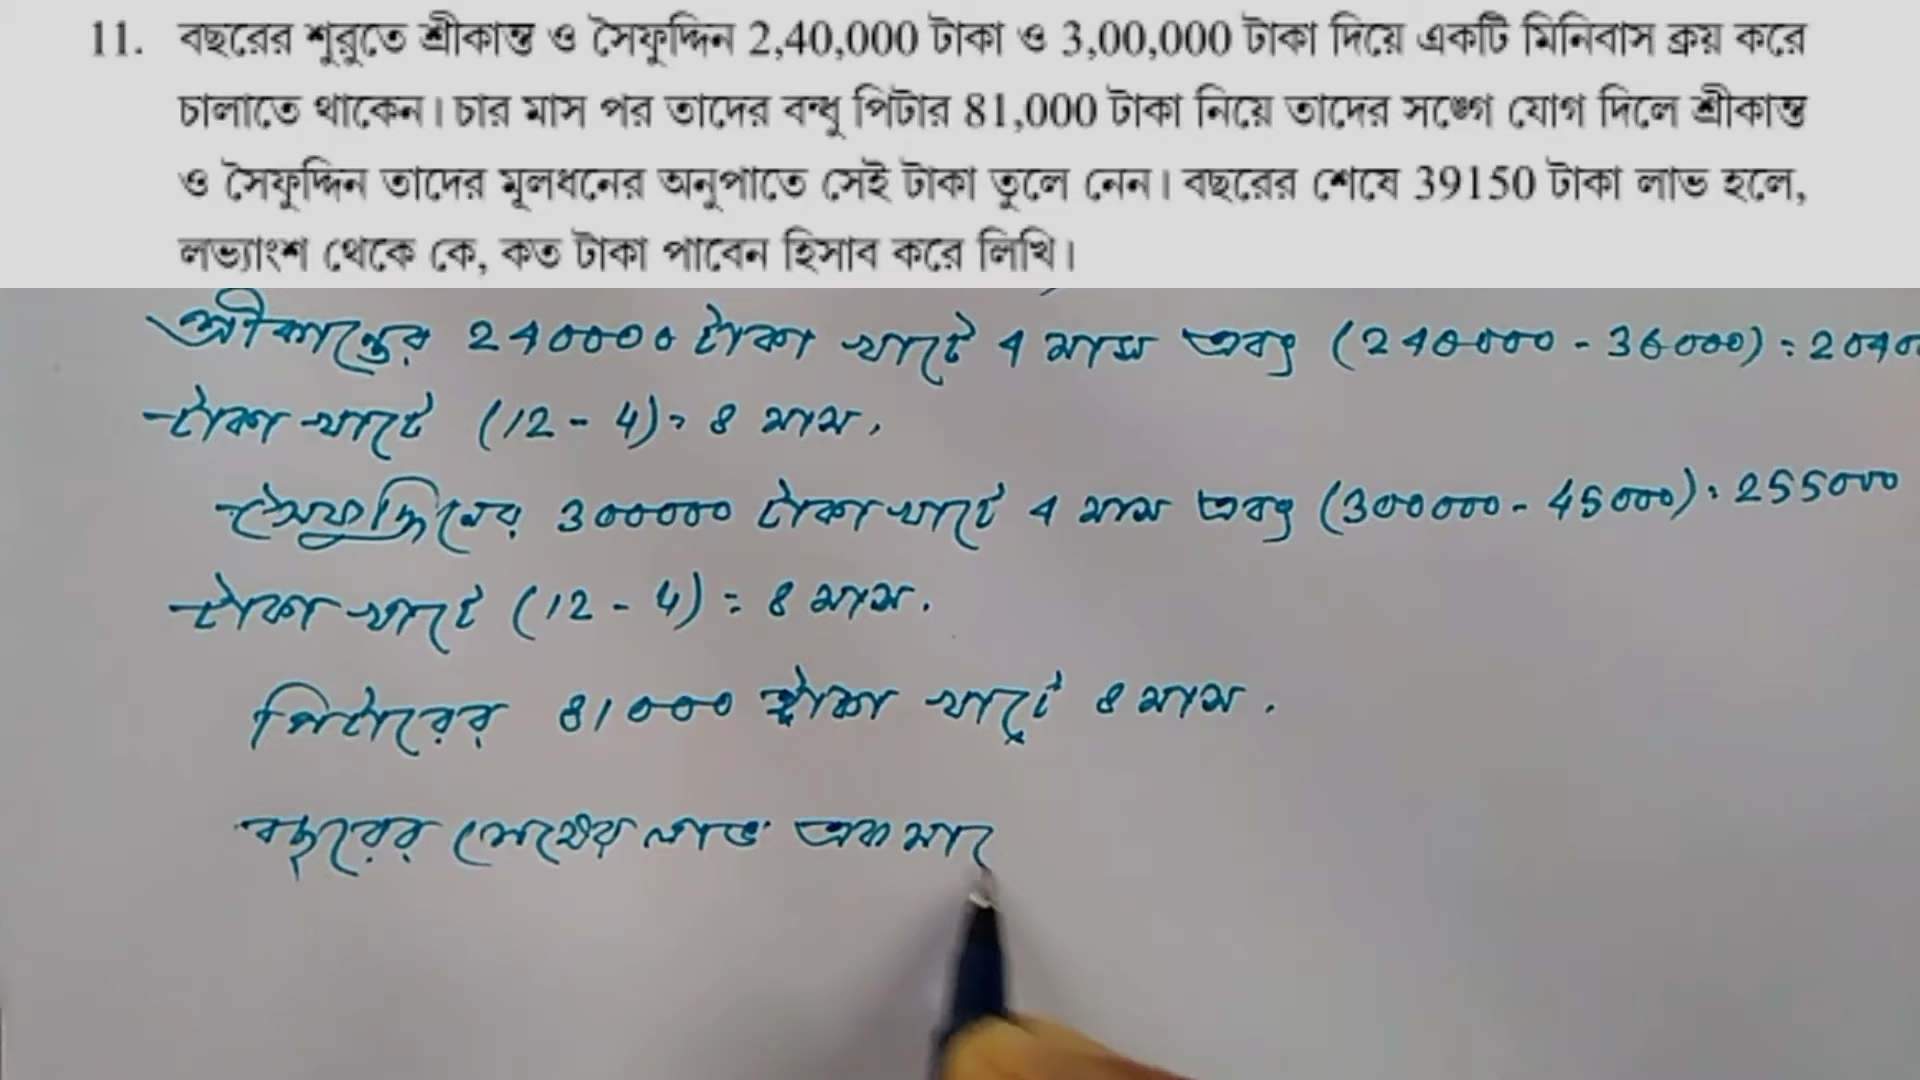 11. বছরের শুরুতে শ্রীকান্ত ও সৈফুদ্দিন 2,40,000 টাকা ও 3,00,000 টাকা দিয়ে একটি মিনিবাস ক্রয় করে
চালাতে থাকেন। চার মাস পর তাদের বন্ধু পিটার 81,000 টাকা নিয়ে তাদের সঙ্গে যোগ দিলে শ্রীকান্ত
ও সৈফুদ্দিন তাদের মূলধনের অনুপাতে সেই টাকা তুলে নেন। বছরের শেষে 39150 টাকা লাভ হলে,
লভ্যাংশ থেকে কে, কত টাকা পাবেন হিসাব করে লিখি।
শ্রীকান্তের 240000 টাকা খাটে 4 মাস এবং (240000 - 36000) = 2040
টাকা খাটে (12 - 4) = 8 মাস.
সৈফুদ্দিনের 300000 টাকা খাটে 4 মাস এবং (300000 - 45000) = 255000
টাকা খাটে (12 - 4) = 8 মাস.
পিটারের 81000 টাকা খাটে 8 মাস.
বছরের শেষের লাভ এক মাে